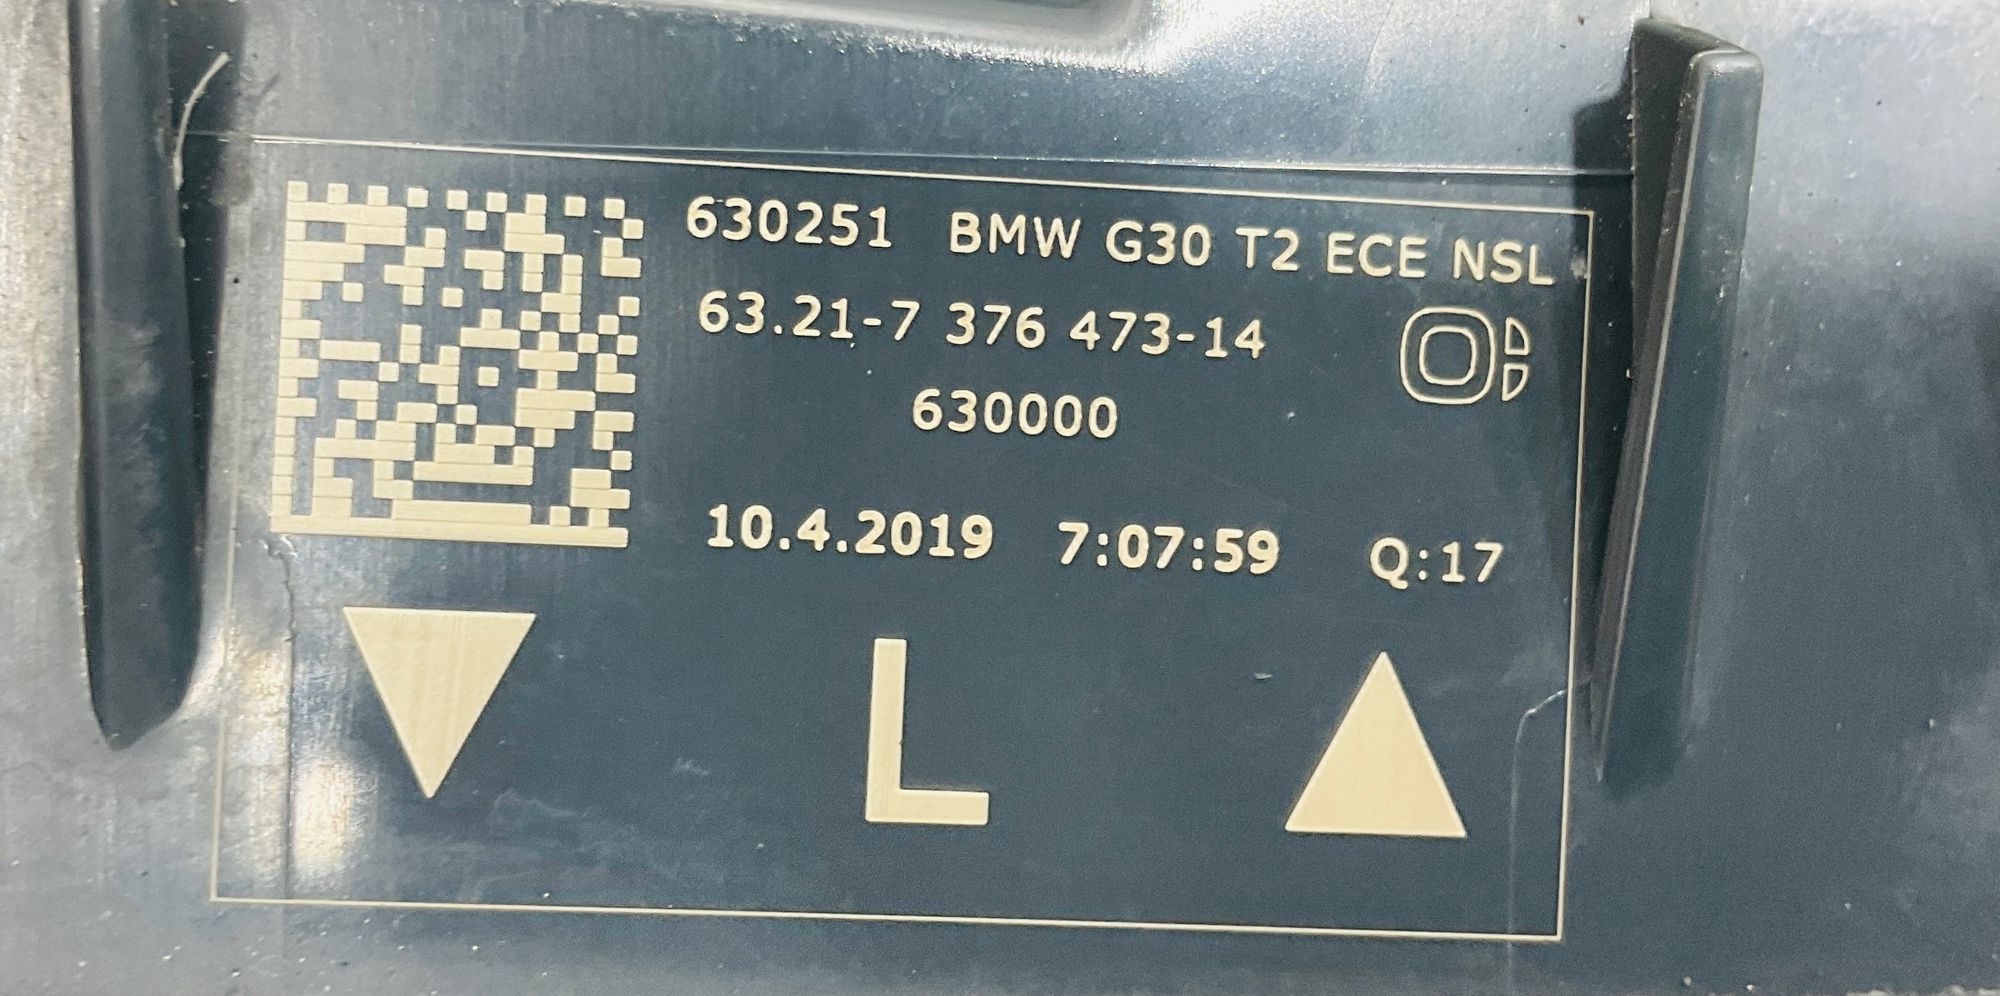 630251 BMW G30 T2 ECE NSL
63.21-7 376 473-14
630000
10.4.2019 7:07:59 Q:17
L